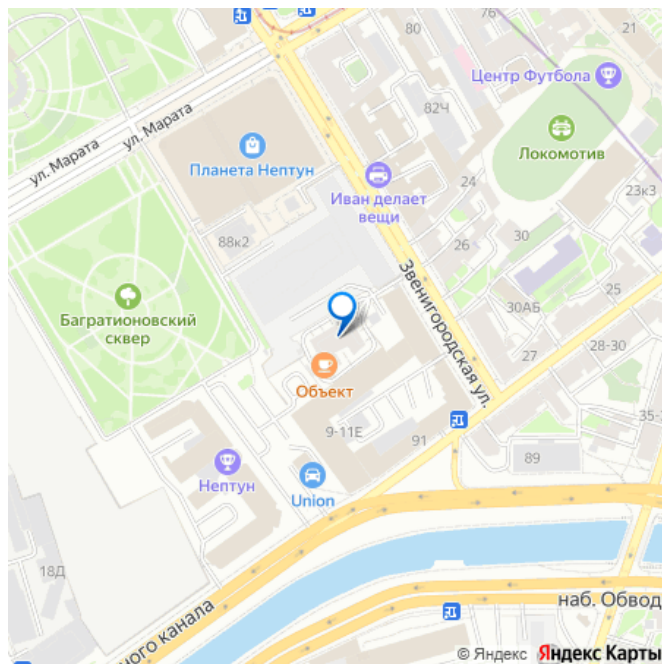 76
21
80
Центр Футбола
82Ч
ул. Марата
ул. Марата
Локомотив
Планета Нептун
Иван делает
вещи
24
23к3
88к2
26
30
Звенигородская ул.
25
30АБ
Багратионовский
сквер
27
28-30
Объект
35-
9-11Е
91
89
Нептун
Union
18Д
наб. Обвод
ного канала
© Яндекс Яндекс Карты